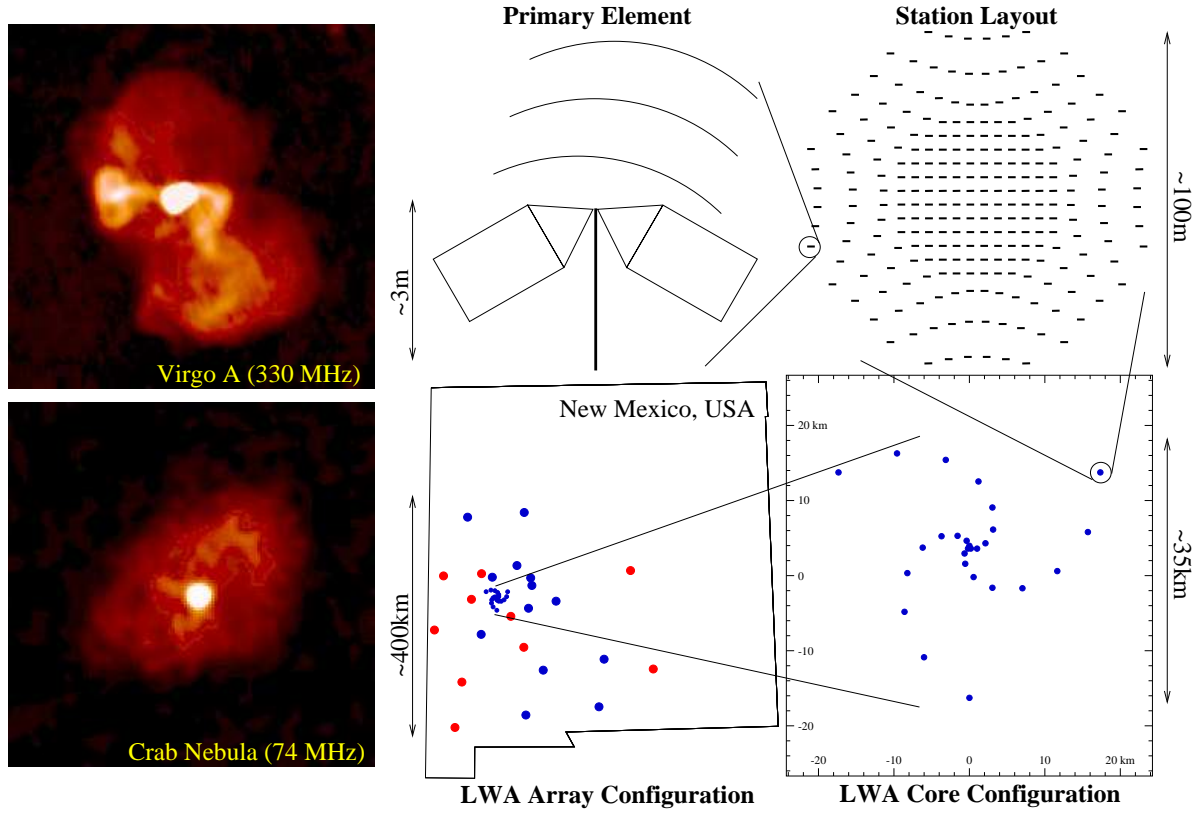 Primary Element
Station Layout
Virgo A (330 MHz)
~3m
~100m
Crab Nebula (74 MHz)
New Mexico, USA
~400km
LWA Array Configuration
-20
-10
0
10
20 km
20 km
10
0
-10
-20
~35km
LWA Core Configuration